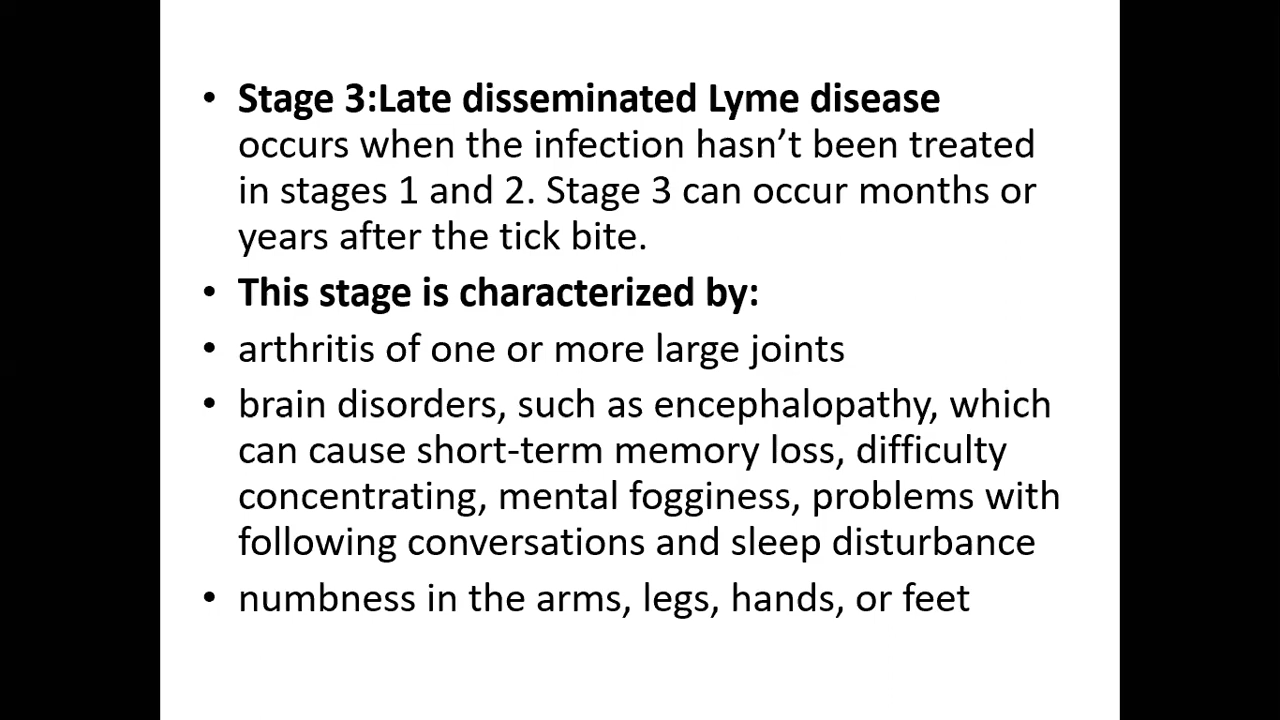 • Stage 3:Late disseminated Lyme disease
occurs when the infection hasn’t been treated
in stages 1 and 2. Stage 3 can occur months or
years after the tick bite.
• This stage is characterized by:
• arthritis of one or more large joints
• brain disorders, such as encephalopathy, which
can cause short-term memory loss, difficulty
concentrating, mental fogginess, problems with
following conversations and sleep disturbance
• numbness in the arms, legs, hands, or feet